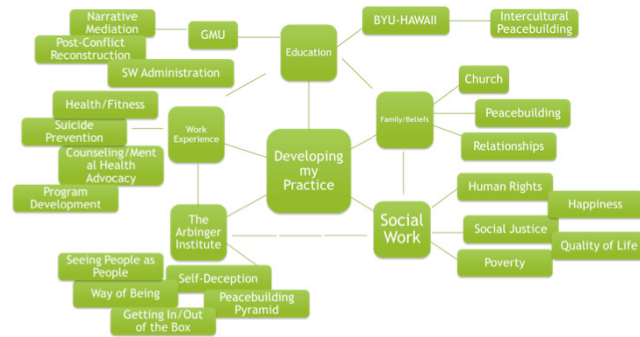 Narrative
Mediation
Post-Conflict
Reconstruction
GMU
SW Administration
Education
BYU-HAWAII
Intercultural
Peacebuilding
Health/Fitness
Suicide
Prevention
Counseling/Ment
al Health
Advocacy
Program
Development
Work
Experience
Developing
my
Practice
Family/Beliefs
Church
Peacebuilding
Relationships
The
Arbinger
Institute
Social
Work
Human Rights
Happiness
Social Justice
Quality of Life
Poverty
Seeing People as
People
Self-Deception
Way of Being
Peacebuilding
Pyramid
Getting In/Out
of the Box